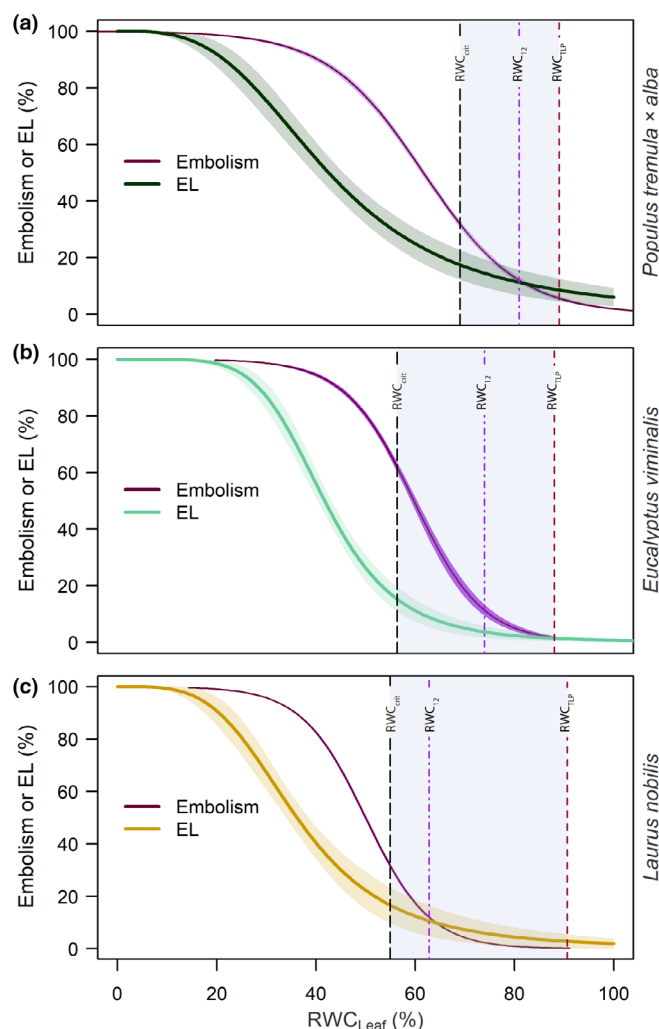 (a)
100
80
60
40
20
0
Embolism or EL (%)
Embolism
EL
RWCcrit
RWC12
RWCTLP
Populus tremula × alba
(b)
100
80
60
40
20
0
Embolism or EL (%)
Embolism
EL
RWCcrit
RWC12
RWCTLP
Eucalyptus viminalis
(c)
100
80
60
40
20
0
Embolism or EL (%)
Embolism
EL
RWCcrit
RWC12
RWCTLP
Laurus nobilis
0 20 40 60 80 100
RWCLeaf (%)